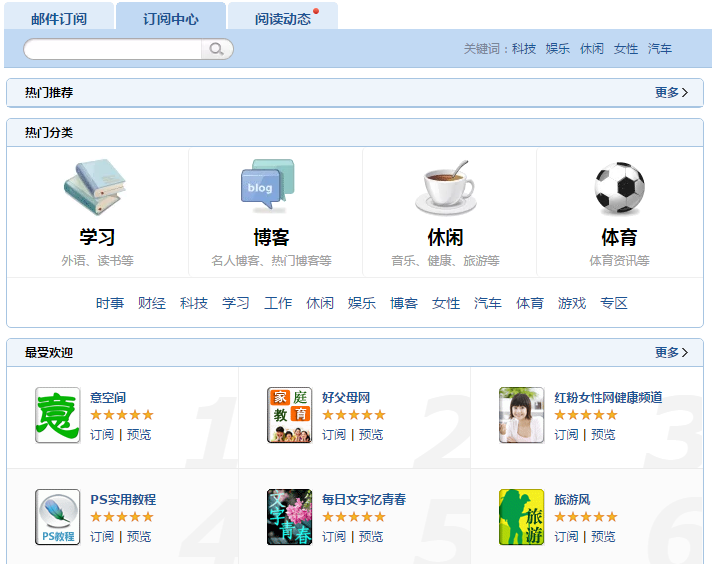 邮件订阅 订阅中心 阅读动态
关键词：科技 娱乐 休闲 女性 汽车
热门推荐 更多
热门分类
blog
学习 博客 休闲 体育
外语、读书等 名人博客、热门博客等 音乐、健康、旅游等 体育资讯等
时事 财经 科技 学习 工作 休闲 娱乐 博客 女性 汽车 体育 游戏 专区
最受欢迎 更多
意 意空间 1 家庭教育 好父母网 2 红粉女性网健康频道 3
订阅 | 预览 订阅 | 预览 订阅 | 预览
PS教程 PS实用教程 4 文字青春 每日文字忆青春 5 旅游 旅游风 6
订阅 | 预览 订阅 | 预览 订阅 | 预览